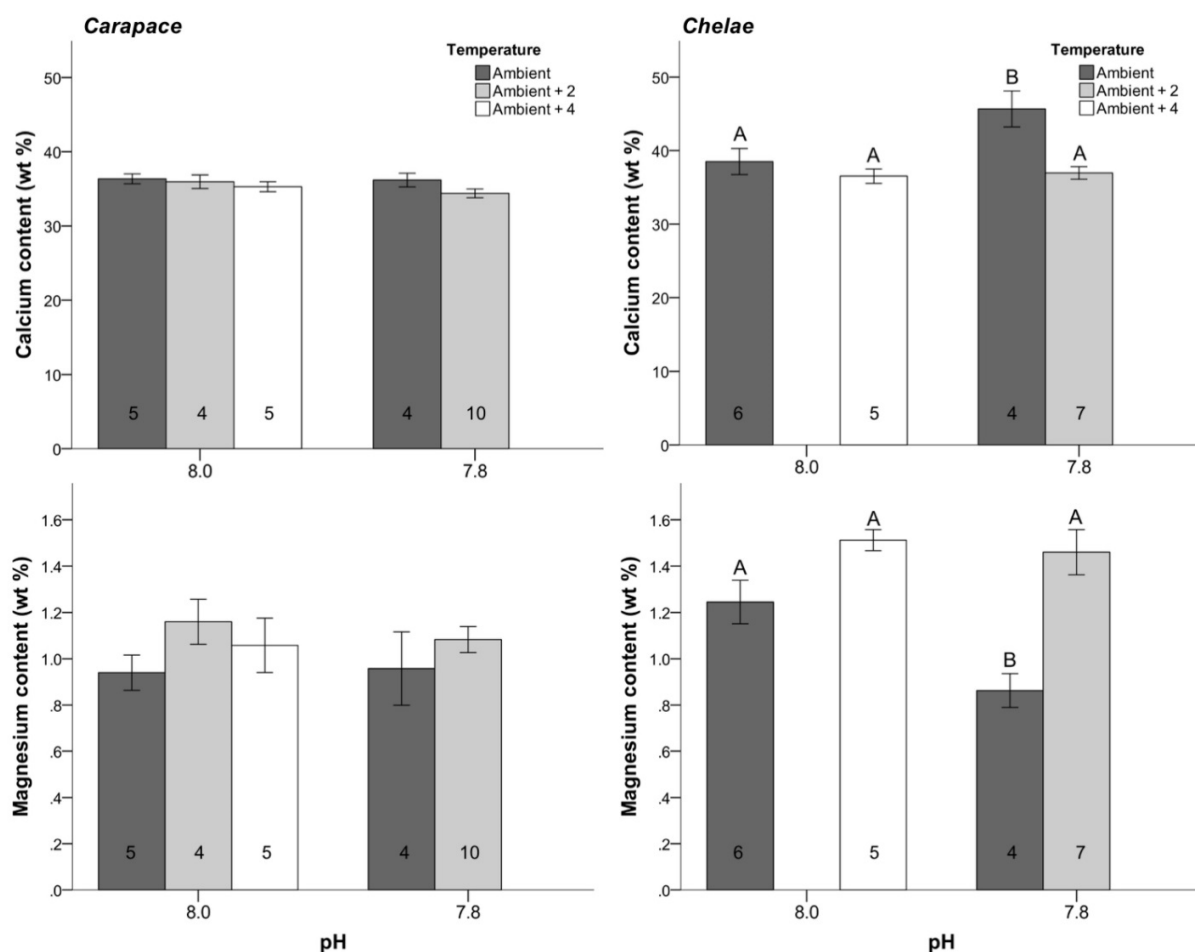 Carapace
Temperature
Ambient
Ambient + 2
Ambient + 4
Calcium content (wt %)
50
40
30
20
10
0
5
4
5
4
10
8.0
7.8
Chelae
Temperature
Ambient
Ambient + 2
Ambient + 4
Calcium content (wt %)
50
40
30
20
10
0
A
A
B
A
6
5
4
7
8.0
7.8
Magnesium content (wt %)
1.6
1.4
1.2
1.0
.8
.6
.4
.2
.0
5
4
5
4
10
8.0
7.8
pH
Magnesium content (wt %)
1.6
1.4
1.2
1.0
.8
.6
.4
.2
.0
A
A
B
A
6
5
4
7
8.0
7.8
pH